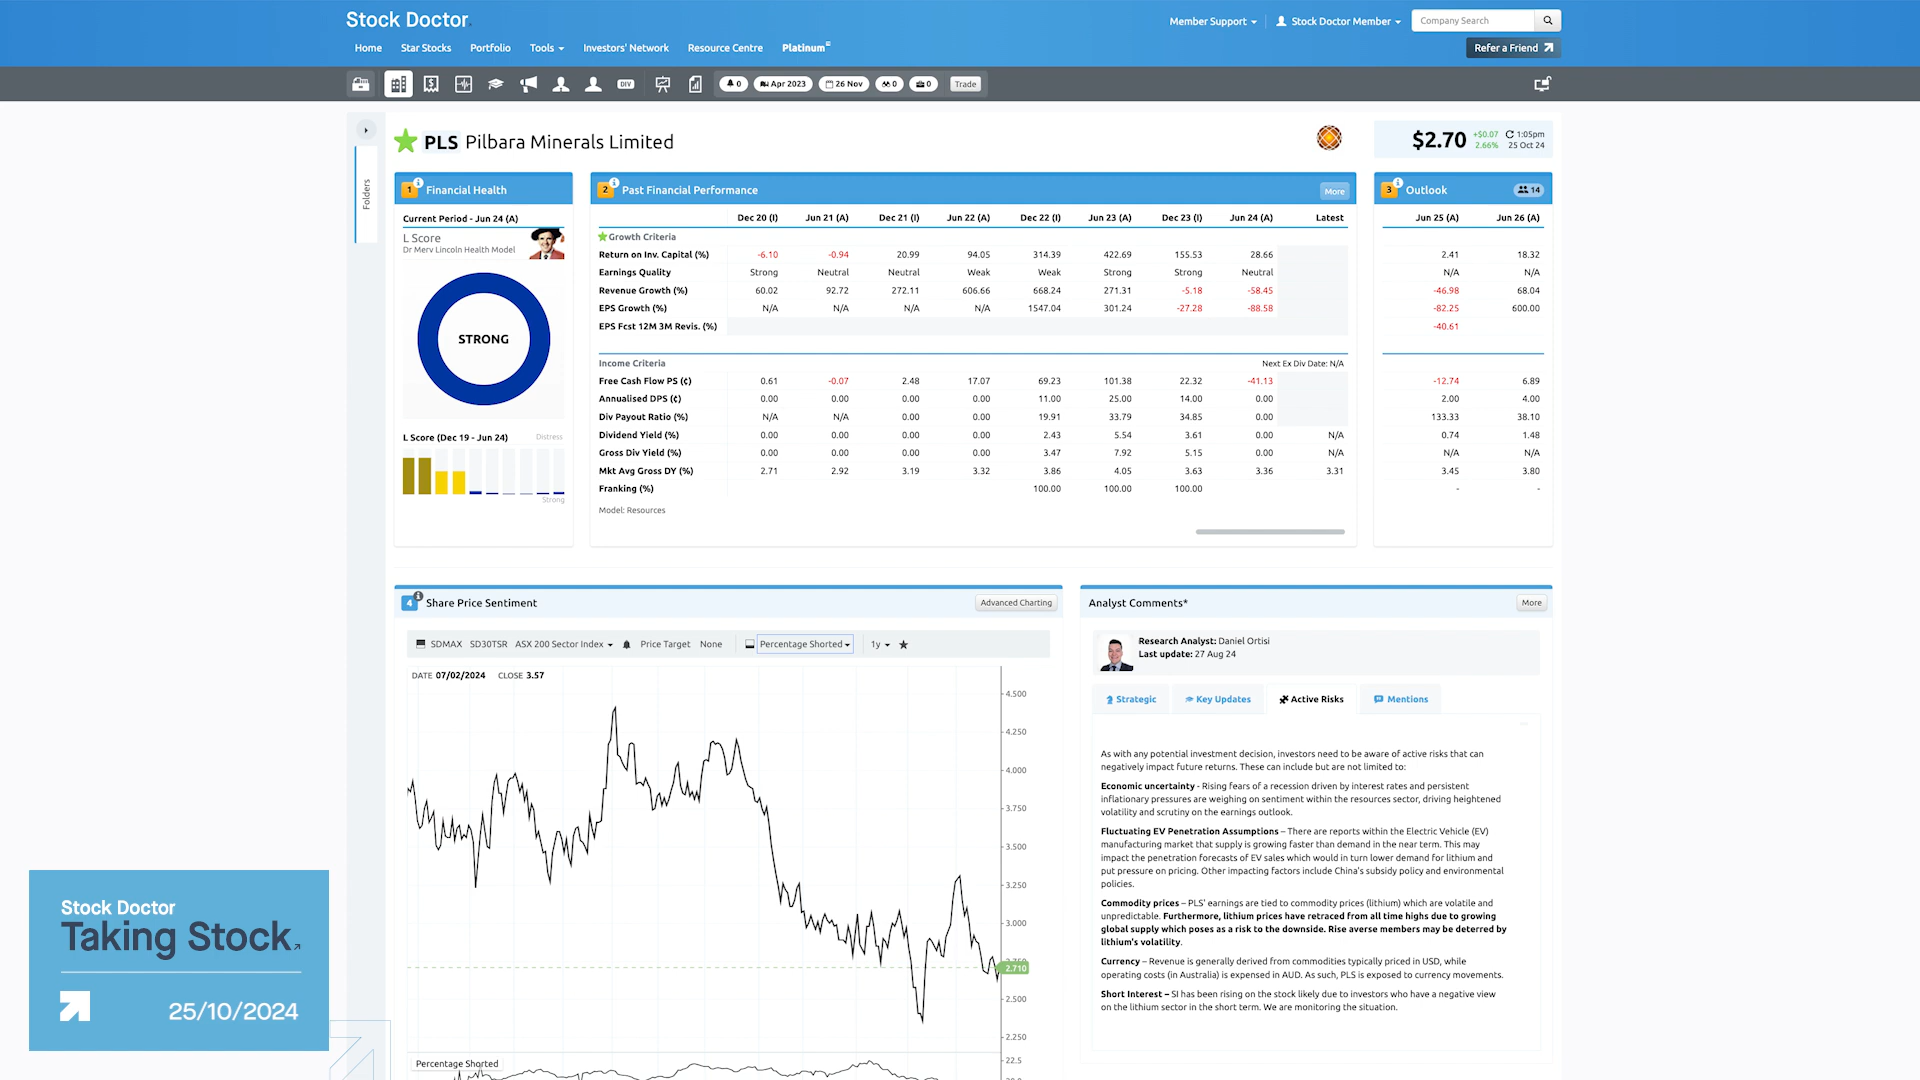 Stock Doctor
Member Support
Stock Doctor Member
Company Search
Home
Star Stocks
Portfolio
Tools
Investors' Network
Resource Centre
Platinum
Refer a Friend
DIV
0
Apr 2023
26 Nov
0
0
Trade
Folders
PLS Pilbara Minerals Limited
$2.70
+$0.07
2.66%
1:05pm
25 Oct 24
1 Financial Health
Current Period - Jun 24 (A)
L Score
Dr Merv Lincoln Health Model
STRONG
L Score (Dec 19 - Jun 24) Distress
Strong
2 Past Financial Performance More
Dec 20 (I) Jun 21 (A) Dec 21 (I) Jun 22 (A) Dec 22 (I) Jun 23 (A) Dec 23 (I) Jun 24 (A) Latest
Growth Criteria
Return on Inv. Capital (%) -6.10 -0.94 20.99 94.05 314.39 422.69 155.53 28.66
Earnings Quality Strong Neutral Neutral Weak Weak Strong Strong Neutral
Revenue Growth (%) 60.02 92.72 272.11 606.66 668.24 271.31 -5.18 -58.45
EPS Growth (%) N/A N/A N/A N/A 1547.04 301.24 -27.28 -88.58
EPS Fcst 12M 3M Revis. (%)
Income Criteria Next Ex Div Date: N/A
Free Cash Flow PS (¢) 0.61 -0.07 2.48 17.07 69.23 101.38 22.32 -41.13
Annualised DPS (¢) 0.00 0.00 0.00 0.00 11.00 25.00 14.00 0.00
Div Payout Ratio (%) N/A N/A 0.00 0.00 19.91 33.79 34.85 0.00
Dividend Yield (%) 0.00 0.00 0.00 0.00 2.43 5.54 3.61 0.00 N/A
Gross Div Yield (%) 0.00 0.00 0.00 0.00 3.47 7.92 5.15 0.00 N/A
Mkt Avg Gross DY (%) 2.71 2.92 3.19 3.32 3.86 4.05 3.63 3.36 3.31
Franking (%) 100.00 100.00 100.00
Model: Resources
3 Outlook 14
Jun 25 (A) Jun 26 (A)
2.41 18.32
N/A N/A
-46.98 68.04
-82.25 600.00
-40.61
-12.74 6.89
2.00 4.00
133.33 38.10
0.74 1.48
N/A N/A
3.45 3.80
- -
4 Share Price Sentiment Advanced Charting
SDMAX SD30TSR ASX 200 Sector Index Price Target None Percentage Shorted 1y
DATE 07/02/2024 CLOSE 3.57
4.500
4.250
4.000
3.750
3.500
3.250
3.000
2.710
2.500
2.250
Percentage Shorted
22.5
Analyst Comments* More
Research Analyst: Daniel Ortisi
Last update: 27 Aug 24
Strategic Key Updates Active Risks Mentions
As with any potential investment decision, investors need to be aware of active risks that can
negatively impact future returns. These can include but are not limited to:
Economic uncertainty - Rising fears of a recession driven by interest rates and persistent
inflationary pressures are weighing on sentiment within the resources sector, driving heightened
volatility and scrutiny on the earnings outlook.
Fluctuating EV Penetration Assumptions – There are reports within the Electric Vehicle (EV)
manufacturing market that supply is growing faster than demand in the near term. This may
impact the penetration forecasts of EV sales which would in turn lower demand for lithium and
put pressure on pricing. Other impacting factors include China's subsidy policy and environmental
policies.
Commodity prices – PLS' earnings are tied to commodity prices (lithium) which are volatile and
unpredictable. Furthermore, lithium prices have retraced from all time highs due to growing
global supply which poses as a risk to the downside. Rise averse members may be deterred by
lithium's volatility.
Currency – Revenue is generally derived from commodities typically priced in USD, while
operating costs (in Australia) is expensed in AUD. As such, PLS is exposed to currency movements.
Short Interest – SI has been rising on the stock likely due to investors who have a negative view
on the lithium sector in the short term. We are monitoring the situation.
Stock Doctor
Taking Stock
25/10/2024